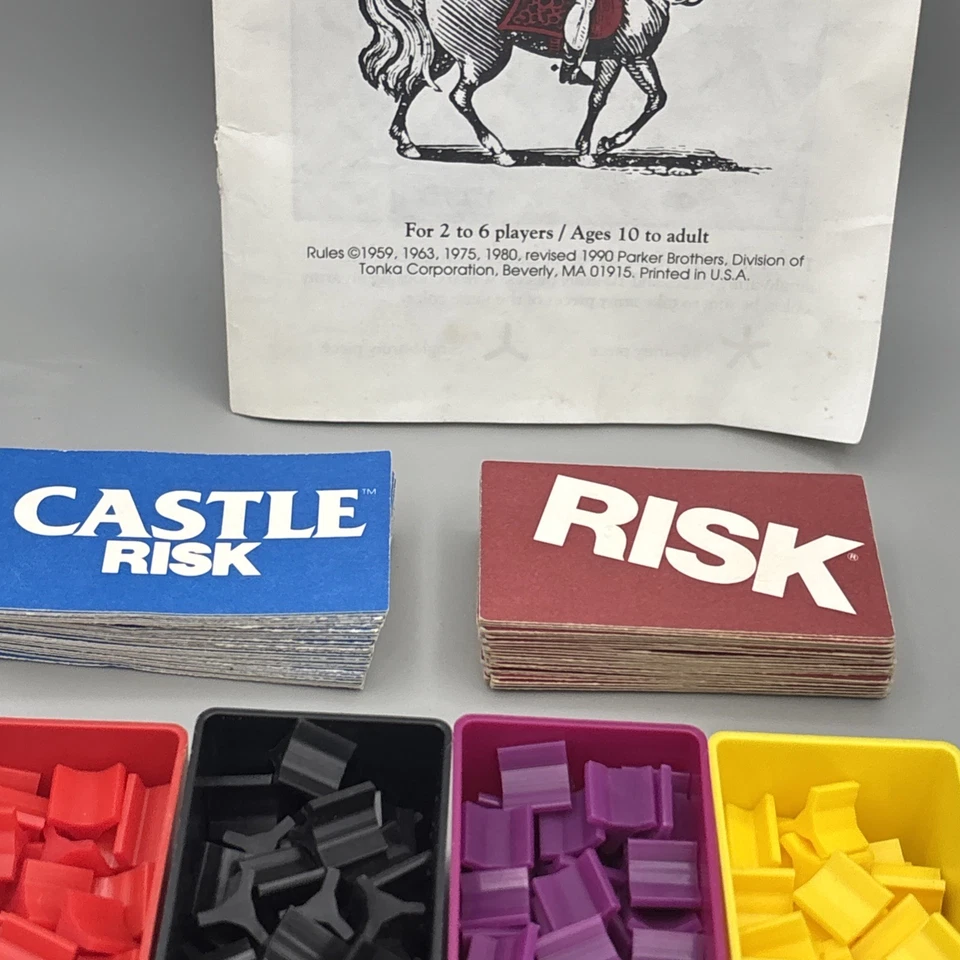 For 2 to 6 players / Ages 10 to adult
Rules ©1959, 1963, 1975, 1980, revised 1990 Parker Brothers, Division of
Tonka Corporation, Beverly, MA 01915. Printed in U.S.A.
CASTLE™
RISK
RISK®